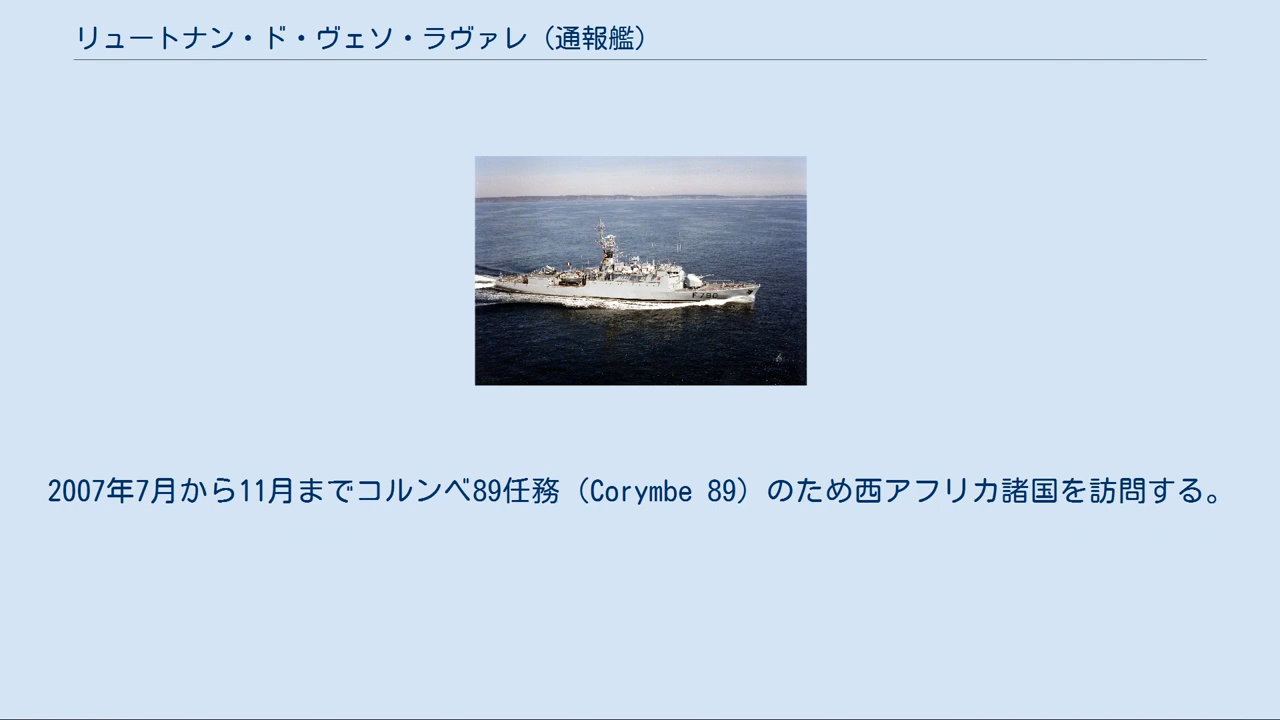 リュートナン・ド・ヴェソ・ラヴァレ（通報艦）
2007年7月から11月までコルンベ89任務（Corymbe 89）のため西アフリカ諸国を訪問する。